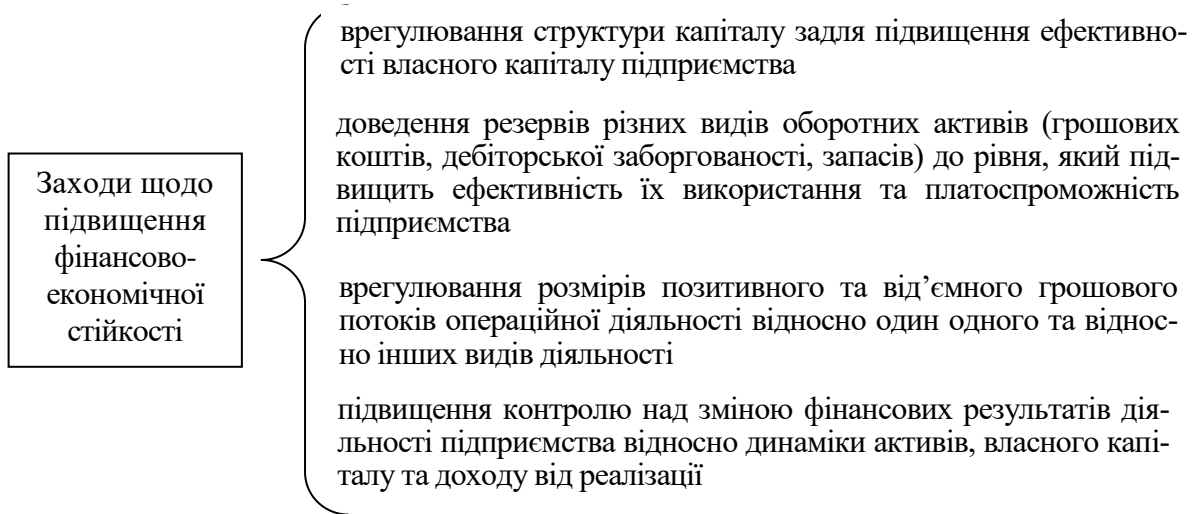 Заходи щодо
підвищення
фінансово-
економічної
стійкості
врегулювання структури капіталу задля підвищення ефективно-
сті власного капіталу підприємства
доведення резервів різних видів оборотних активів (грошових
коштів, дебіторської заборгованості, запасів) до рівня, який під-
вищить ефективність їх використання та платоспроможність
підприємства
врегулювання розмірів позитивного та від’ємного грошового
потоків операційної діяльності відносно один одного та віднос-
но інших видів діяльності
підвищення контролю над зміною фінансових результатів дія-
льності підприємства відносно динаміки активів, власного капі-
талу та доходу від реалізації